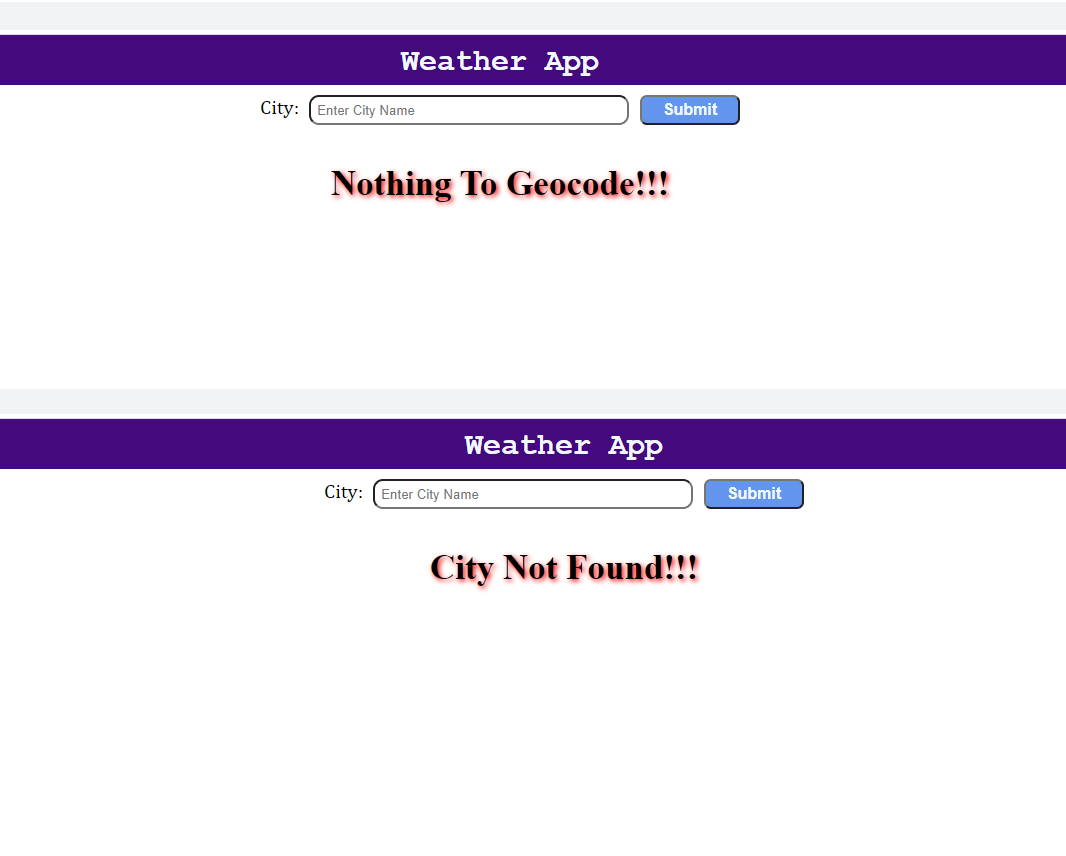 Weather App
City: Enter City Name Submit
Nothing To Geocode!!!
Weather App
City: Enter City Name Submit
City Not Found!!!